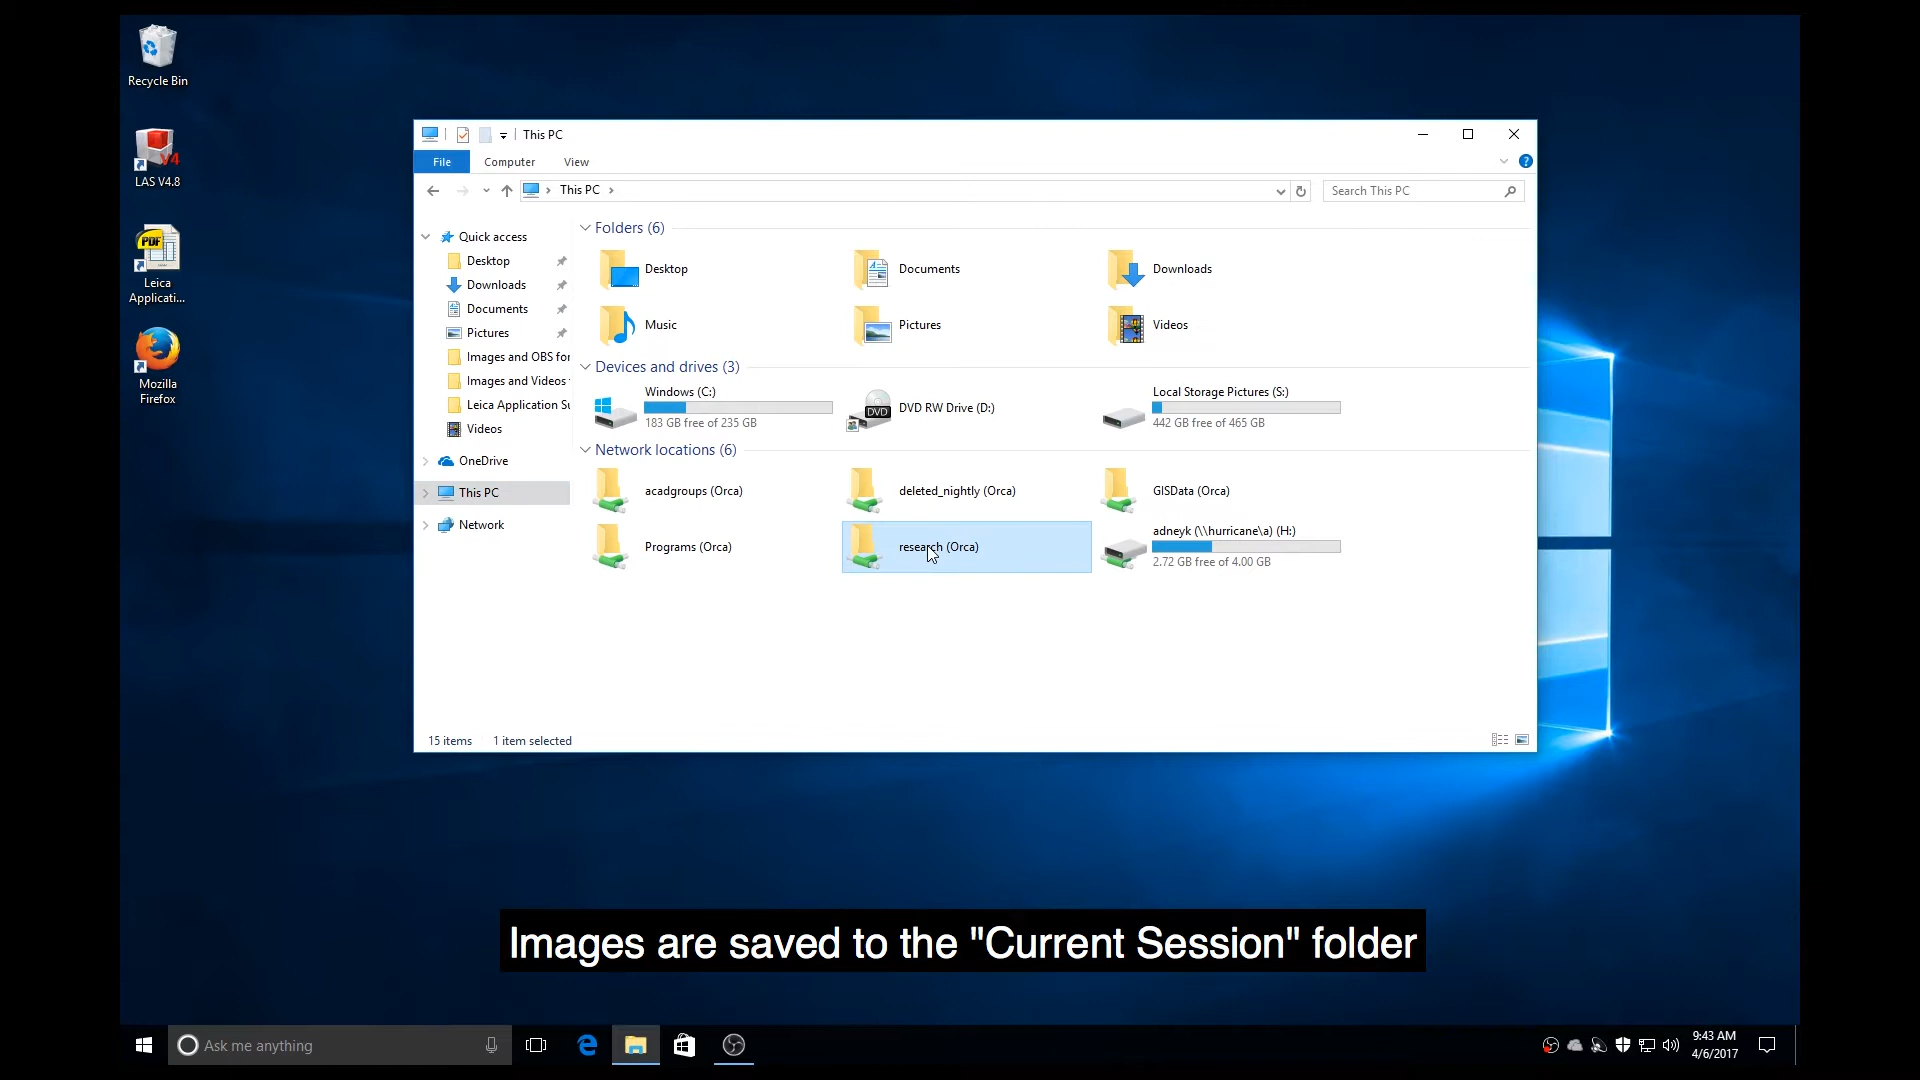 Recycle Bin
V4
LAS V4.8
PDF
Leica
Applicati...
Mozilla
Firefox
This PC
File
Computer
View
This PC
Search This PC
Quick access
Desktop
Downloads
Documents
Pictures
Images and OBS for
Images and Videos
Leica Application Su
Videos
OneDrive
This PC
Network
Folders (6)
Desktop
Documents
Downloads
Music
Pictures
Videos
Devices and drives (3)
Windows (C:)
183 GB free of 235 GB
DVD
DVD RW Drive (D:)
Local Storage Pictures (S:)
442 GB free of 465 GB
Network locations (6)
acadgroups (Orca)
deleted_nightly (Orca)
GISData (Orca)
Programs (Orca)
research (Orca)
adneyk (\\hurricane\a) (H:)
2.72 GB free of 4.00 GB
15 items
1 item selected
Images are saved to the "Current Session" folder
Ask me anything
9:43 AM
4/6/2017